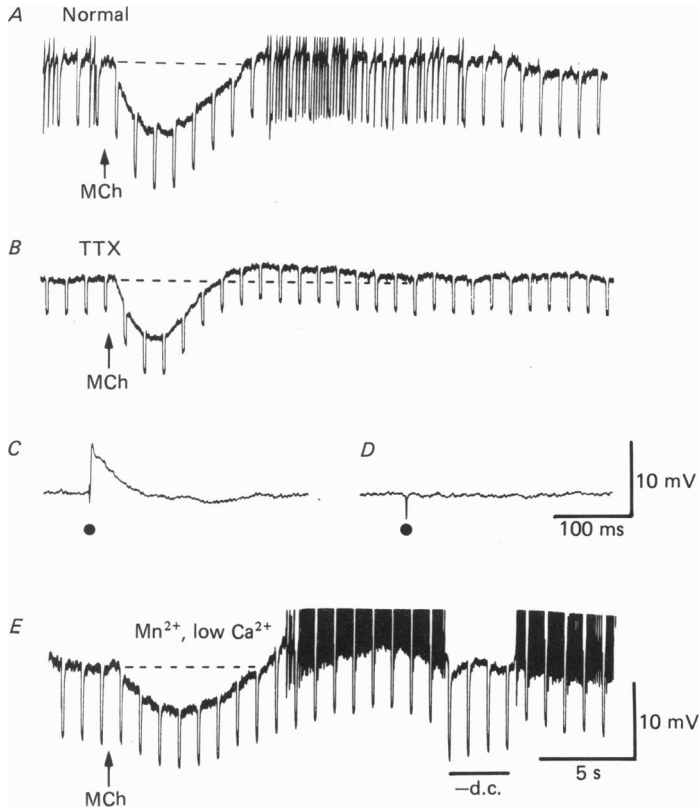 A Normal
MCh
B TTX
MCh
C
D
10 mV
100 ms
E Mn²⁺, low Ca²⁺
10 mV
5 s
−d.c.
MCh